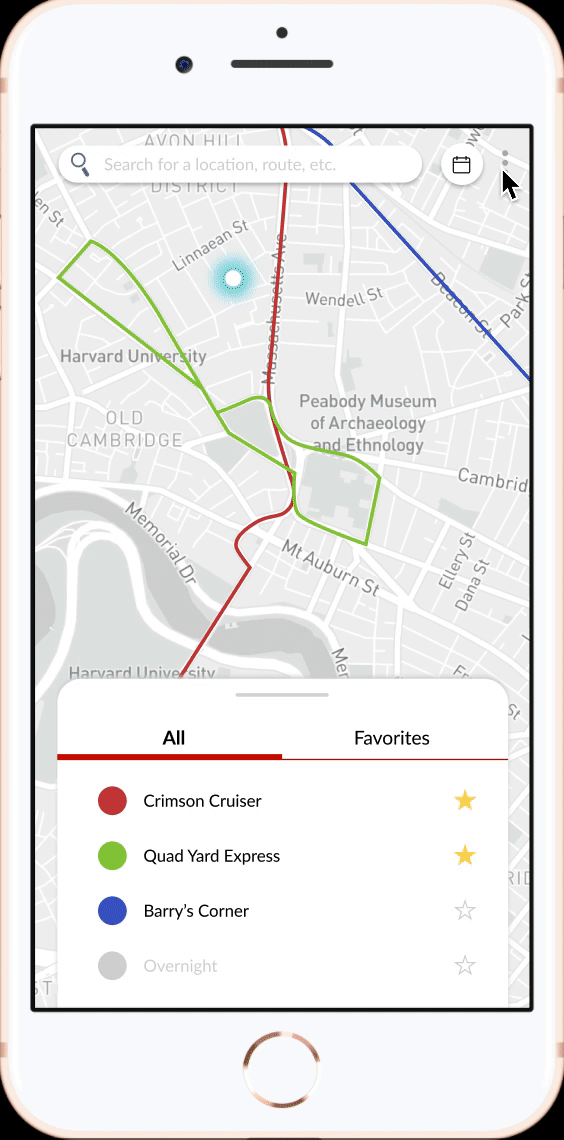 AVON HILL
Search for a location, route, etc.
DISTRICT
Linnaean St
Massachusetts Ave
Wendell St
Beacon St
Park St
Harvard University
Peabody Museum
of Archaeology
and Ethnology
OLD
CAMBRIDGE
Cambrid
Memorial Dr
Mt Auburn St
Ellery St
Dana St
Harvard University
All
Favorites
Crimson Cruiser
Quad Yard Express
Barry's Corner
Overnight